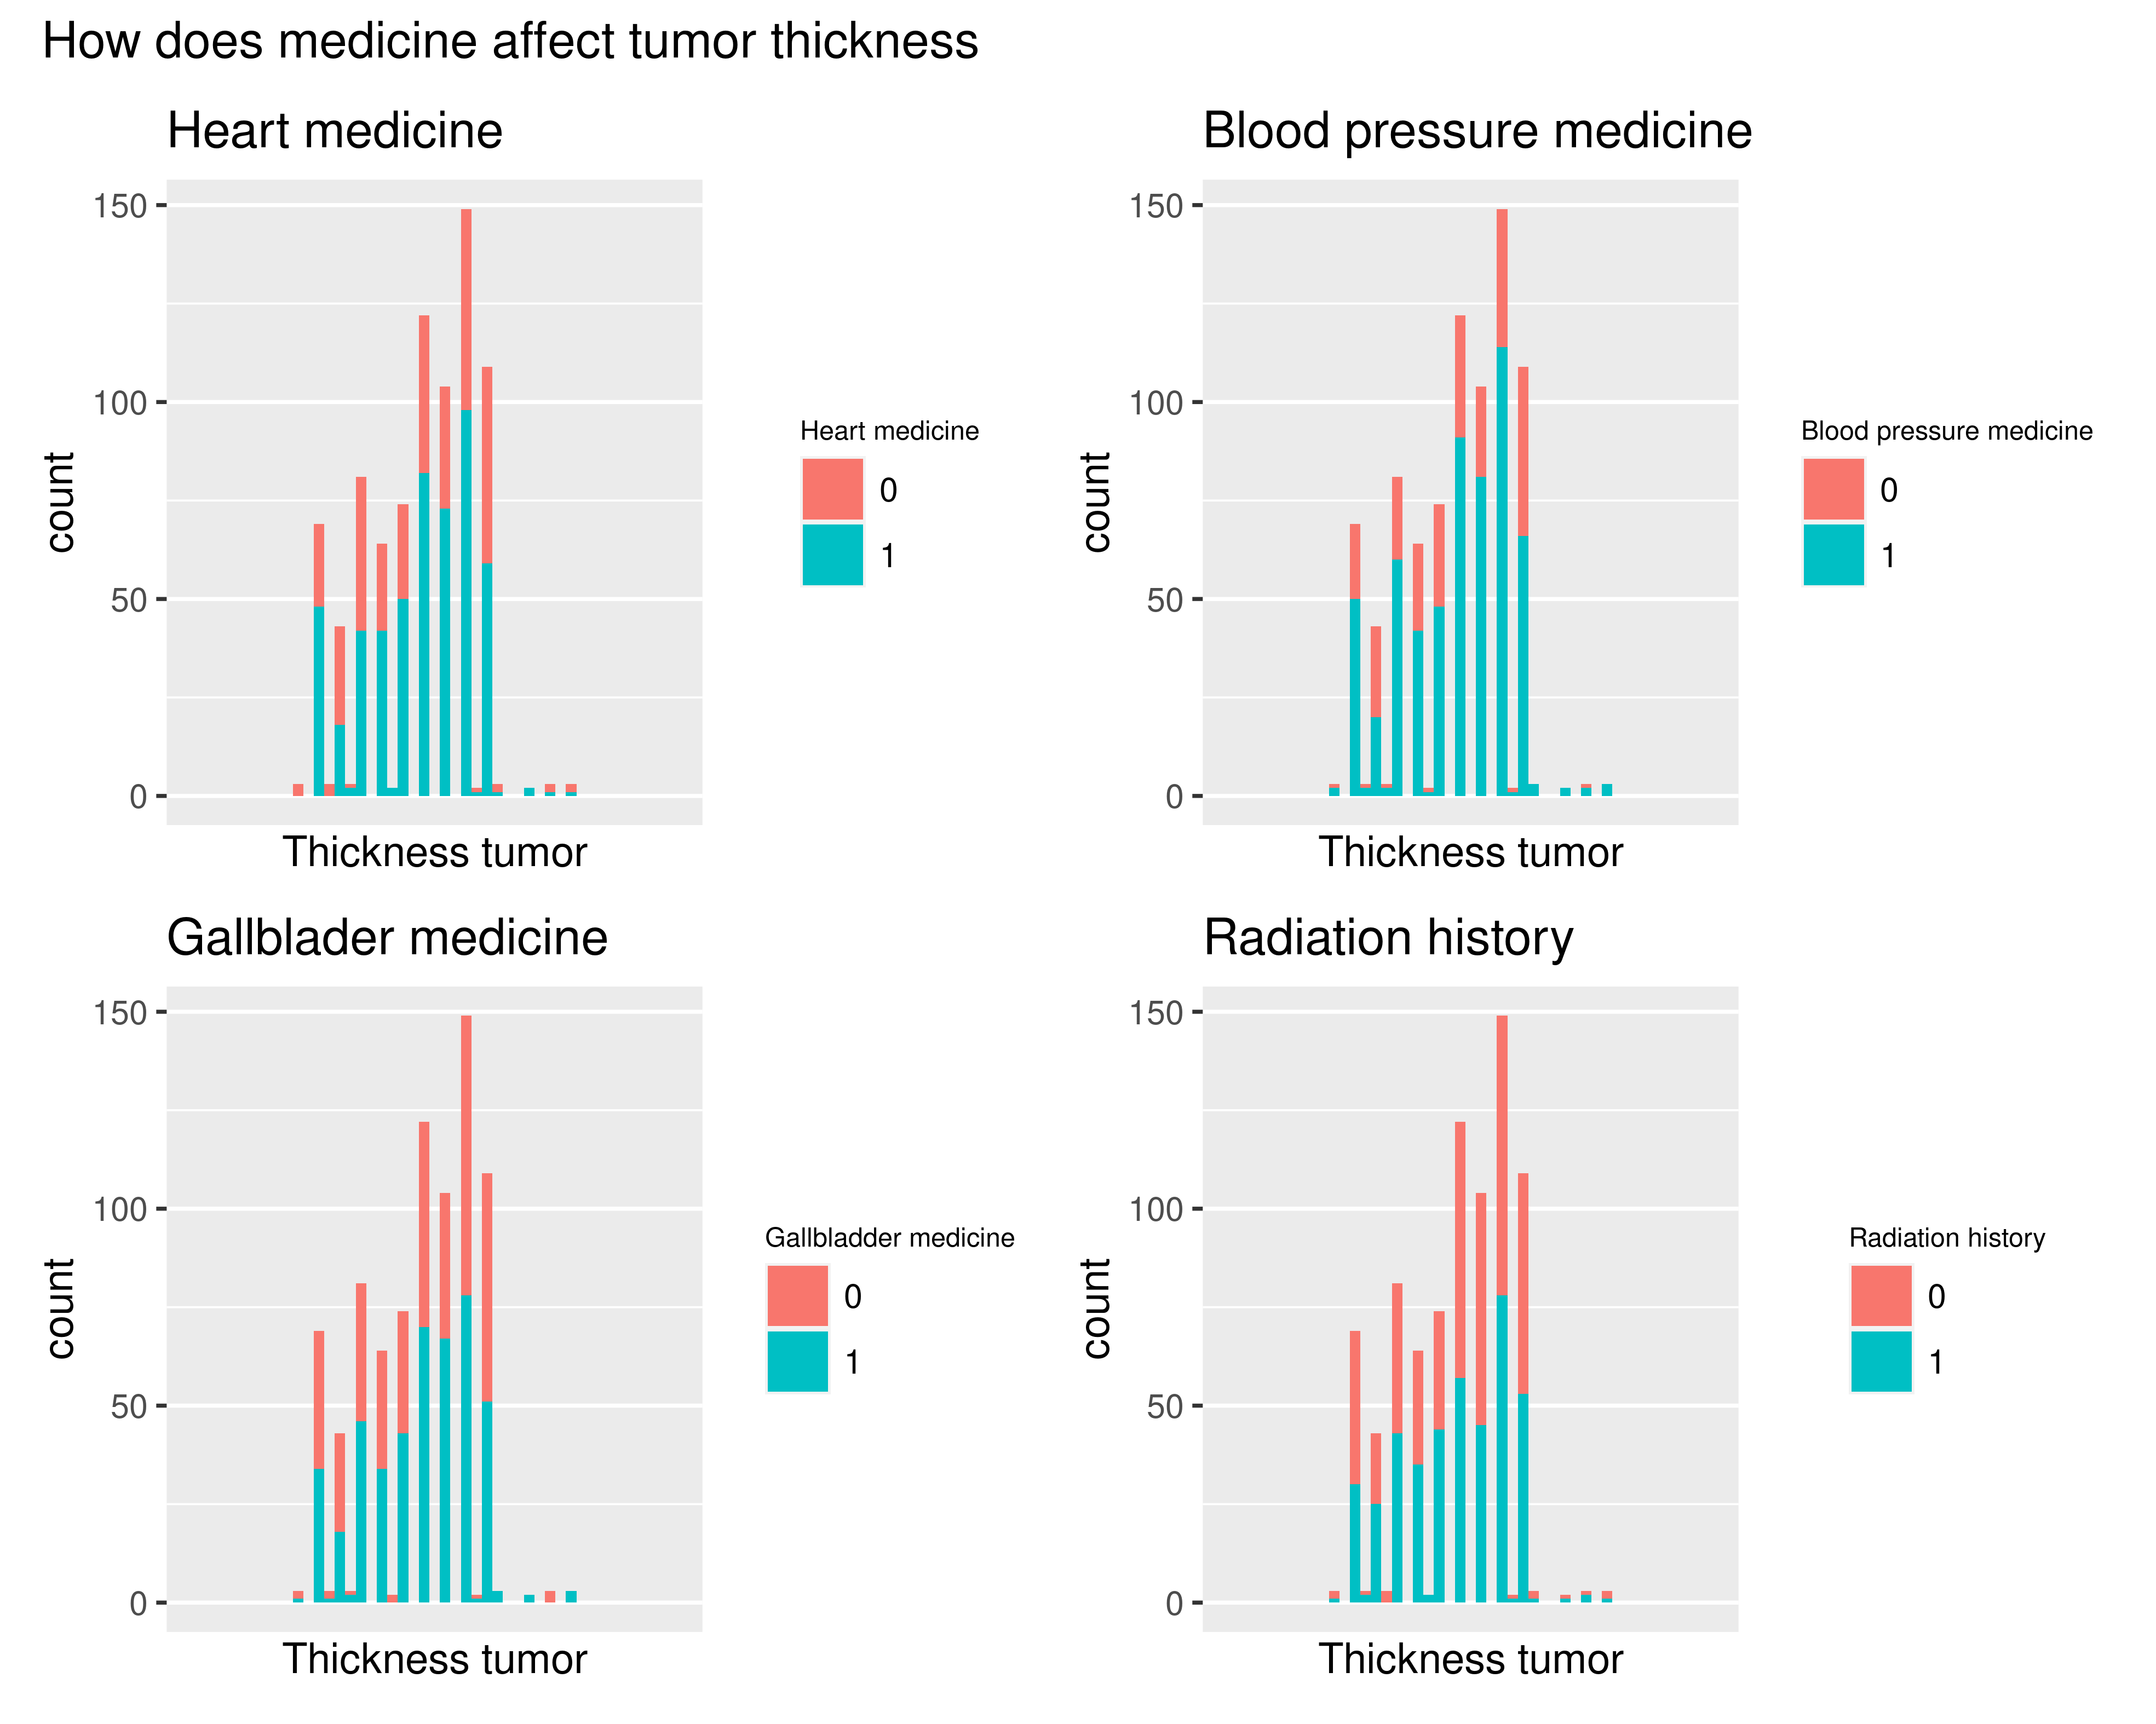 How does medicine affect tumor thickness
Heart medicine
150
100
50
0
count
Thickness tumor
Heart medicine
0
1
Blood pressure medicine
150
100
50
0
count
Thickness tumor
Blood pressure medicine
0
1
Gallblader medicine
150
100
50
0
count
Thickness tumor
Gallbladder medicine
0
1
Radiation history
150
100
50
0
count
Thickness tumor
Radiation history
0
1